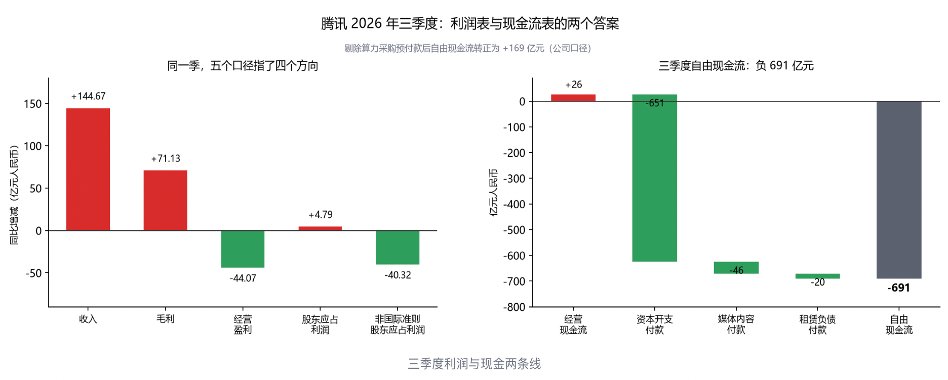 腾讯 2026 年三季度：利润表与现金流表的两个答案
剔除算力采购预付款后自由现金流转正为 +169 亿元（公司口径）
同一季，五个口径指了四个方向
同比增减（亿元人民币）
150
100
50
0
-50
+144.67
+71.13
-44.07
+4.79
-40.32
收入
毛利
经营
盈利
股东应占
利润
非国际准则
股东应占利润
三季度自由现金流：负 691 亿元
亿元人民币
0
-100
-200
-300
-400
-500
-600
-700
-800
+26
-651
-46
-20
-691
经营
现金流
资本开支
付款
媒体内容
付款
租赁负债
付款
自由
现金流
三季度利润与现金两条线